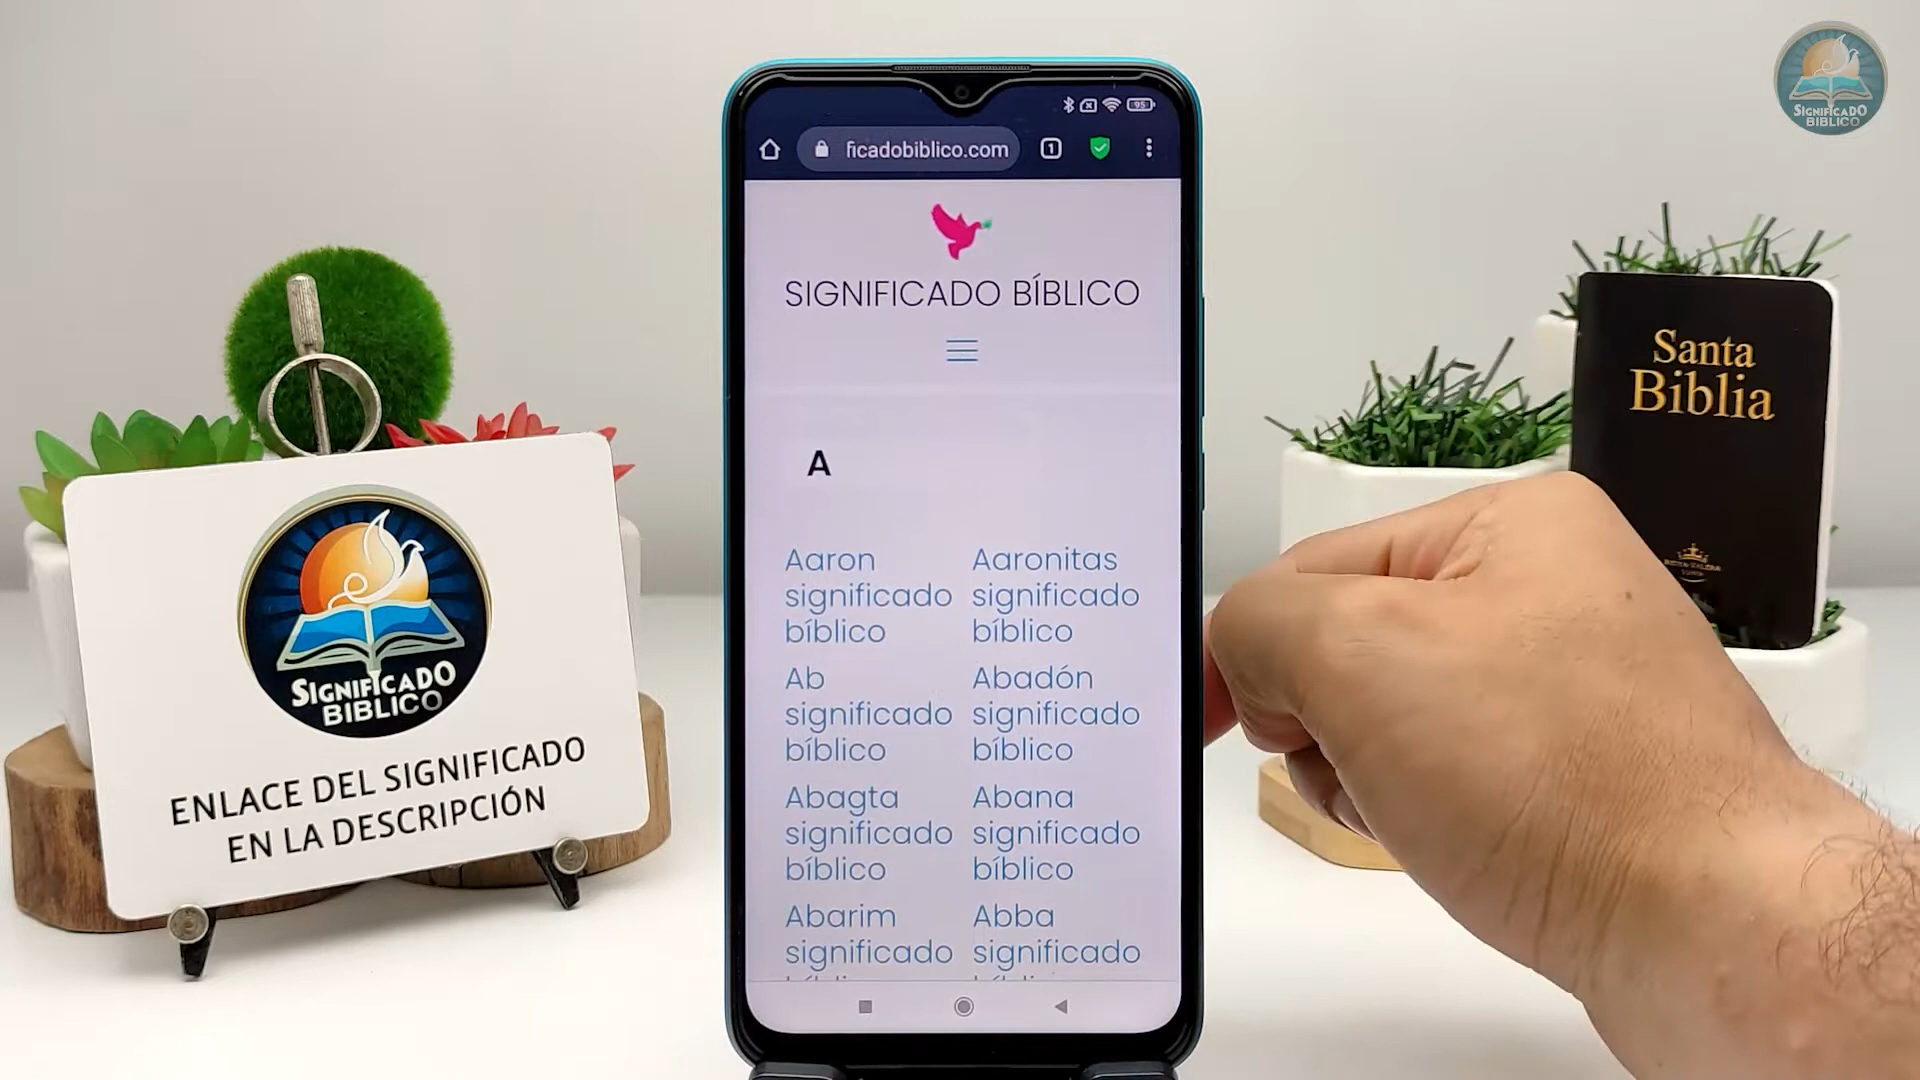 SIGNIFICADO
BIBLICO
95
ficadobiblico.com
1
SIGNIFICADO BÍBLICO
A
Aaron
significado
bíblico
Aaronitas
significado
bíblico
Ab
significado
bíblico
Abadón
significado
bíblico
Abagta
significado
bíblico
Abana
significado
bíblico
Abarim
significado
Abba
significado
SIGNIFICADO
BIBLICO
ENLACE DEL SIGNIFICADO
EN LA DESCRIPCIÓN
Santa
Biblia